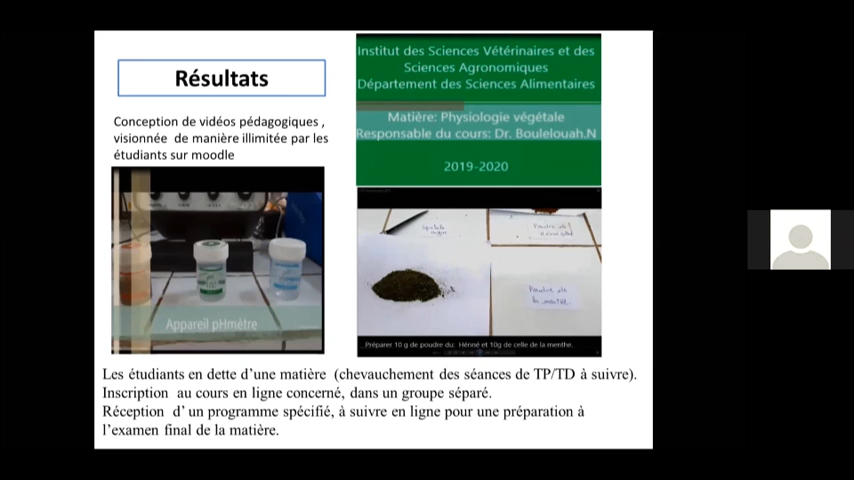 Résultats
Conception de vidéos pédagogiques ,
visionnée de manière illimitée par les
étudiants sur moodle
Appareil pHmètre
Institut des Sciences Vétérinaires et des
Sciences Agronomiques
Département des Sciences Alimentaires
Matière: Physiologie végétale
Responsable du cours: Dr. Boulelouah.N
2019-2020
Poudre de
la menthe.
Préparer 10 g de poudre du: Hénné et 10g de celle de la menthe.
Les étudiants en dette d'une matière (chevauchement des séances de TP/TD à suivre).
Inscription au cours en ligne concerné, dans un groupe séparé.
Réception d' un programme spécifié, à suivre en ligne pour une préparation à
l'examen final de la matière.